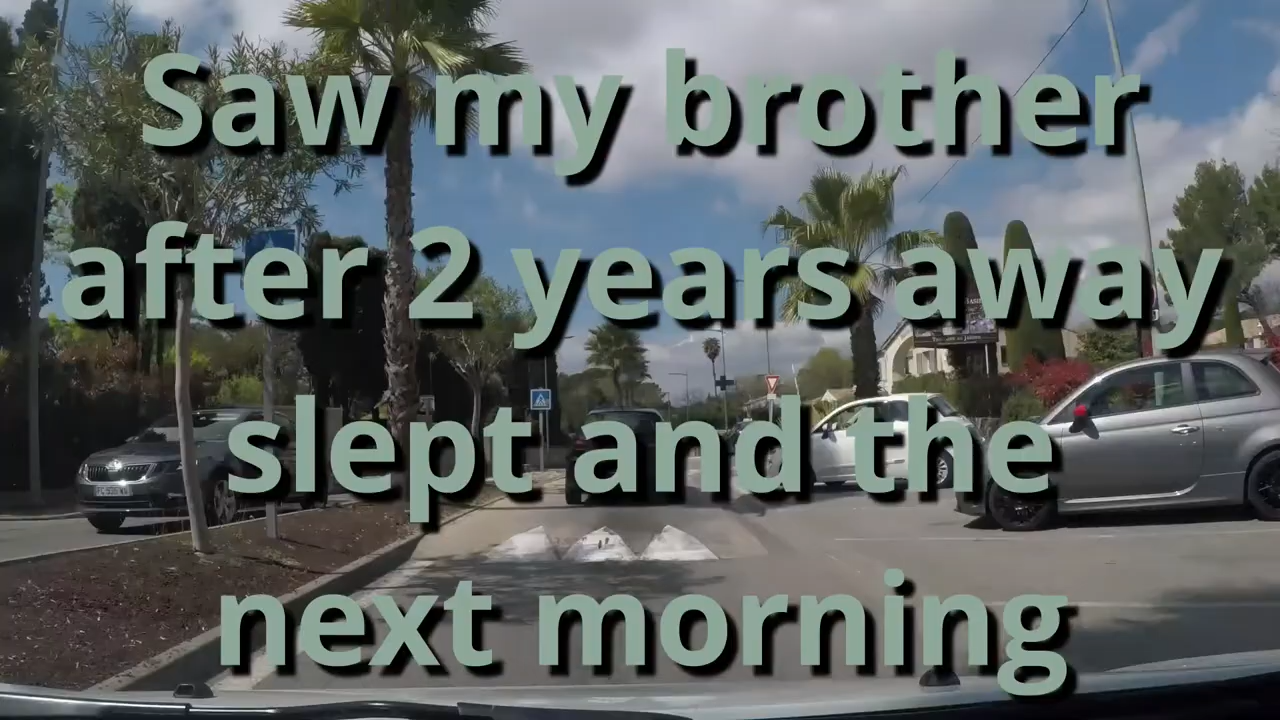 Saw my brother
after 2 years away
slept and the
next morning